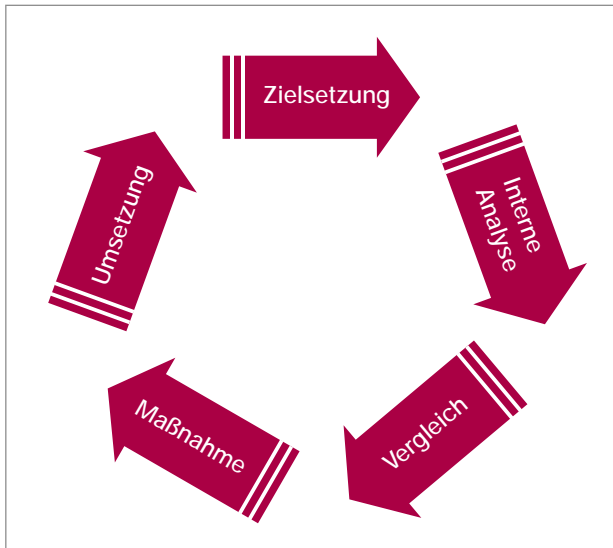 Zielsetzung
Interne
Analyse
Vergleich
Maßnahme
Umsetzung